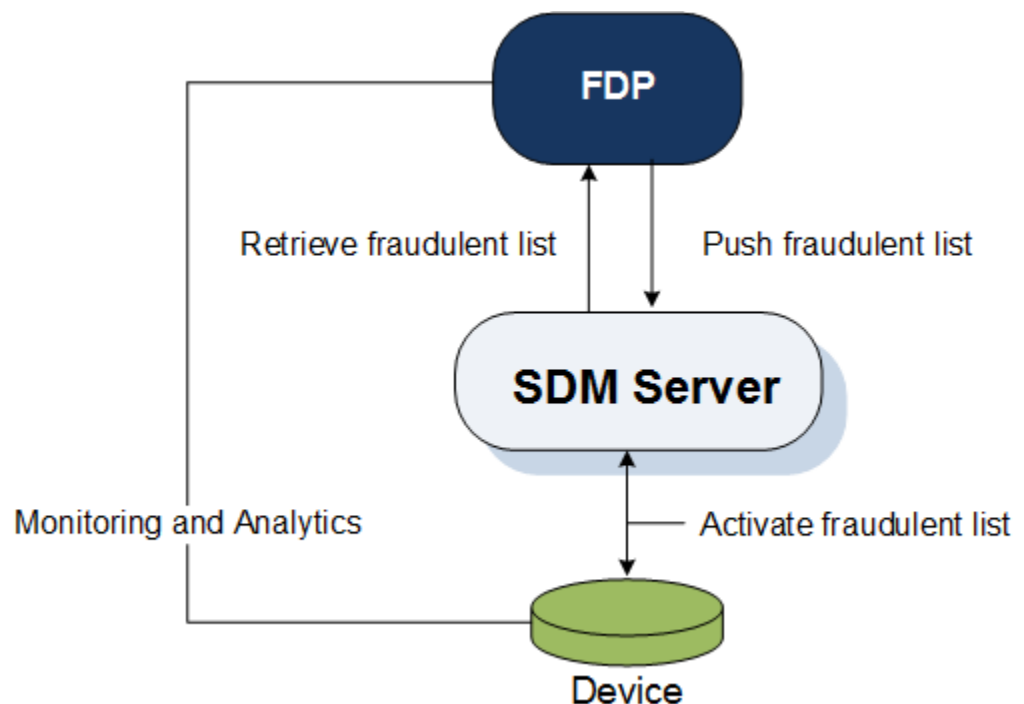 FDP
Retrieve fraudulent list
Push fraudulent list
SDM Server
Monitoring and Analytics
Activate fraudulent list
Device